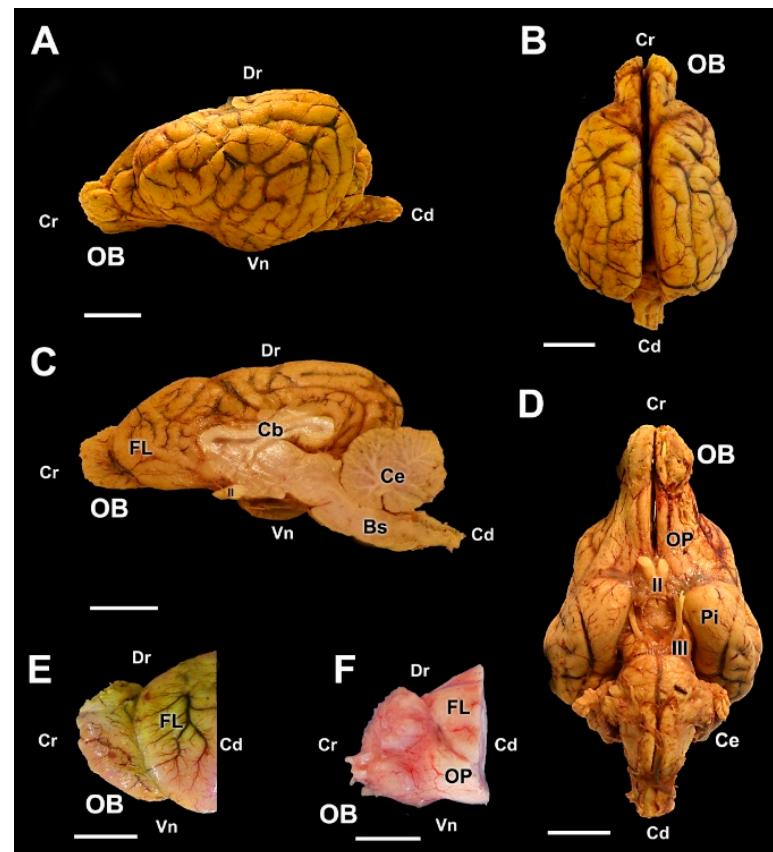 A
Dr
Cr
OB
Vn
Cd
B
Cr
OB
Cd
C
Dr
FL
Cb
Cr
Ce
OB
II
Vn
Bs
Cd
D
Cr
OB
OP
II
Pi
III
Ce
Cd
E
Dr
FL
Cr
Cd
OB
Vn
F
Dr
FL
Cr
Cd
OP
OB
Vn